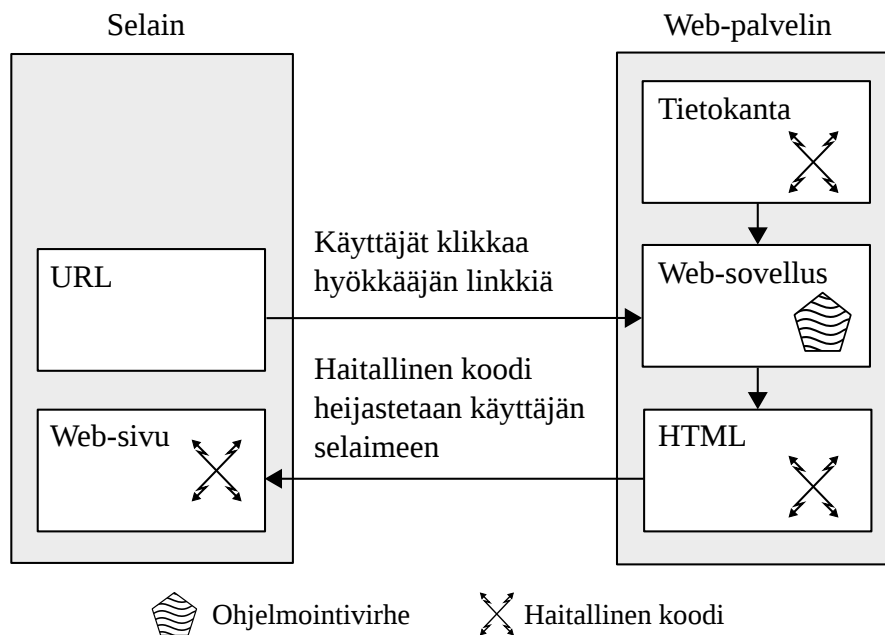 Selain
Web-palvelin
Tietokanta
Käyttäjät klikkaa
hyökkääjän linkkiä
URL
Web-sovellus
Haitallinen koodi
heijastetaan käyttäjän
selaimeen
Web-sivu
HTML
Ohjelmointivirhe
Haitallinen koodi